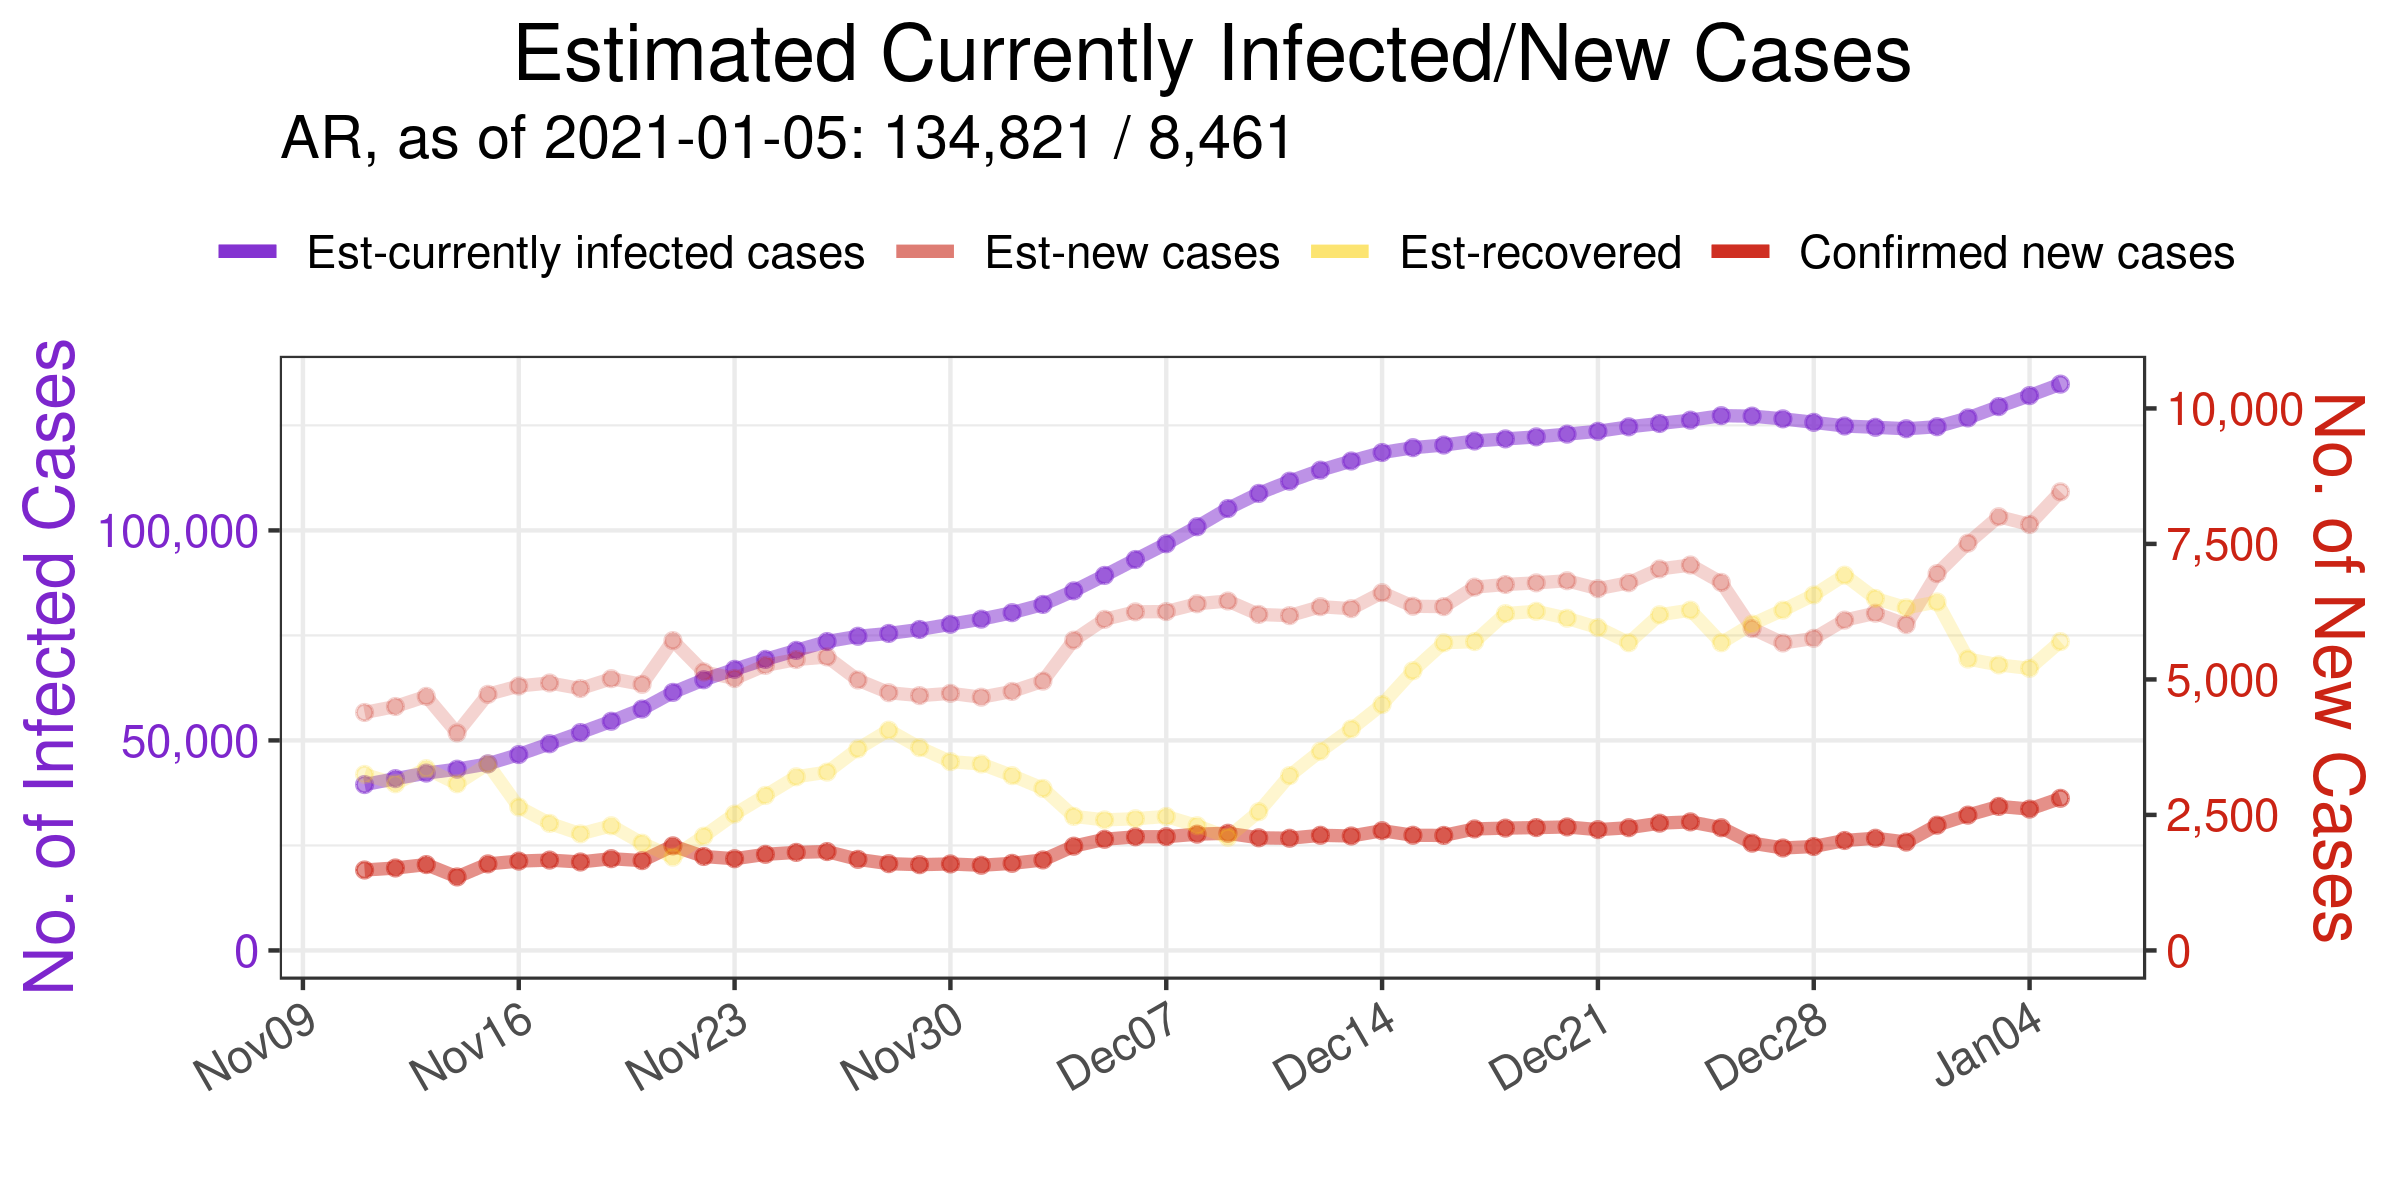 Estimated Currently Infected/New Cases
AR, as of 2021-01-05: 134,821 / 8,461
Est-currently infected cases Est-new cases Est-recovered Confirmed new cases
No. of Infected Cases
100,000
50,000
0
10,000
7,500
5,000
2,500
0
No. of New Cases
Nov09 Nov16 Nov23 Nov30 Dec07 Dec14 Dec21 Dec28 Jan04